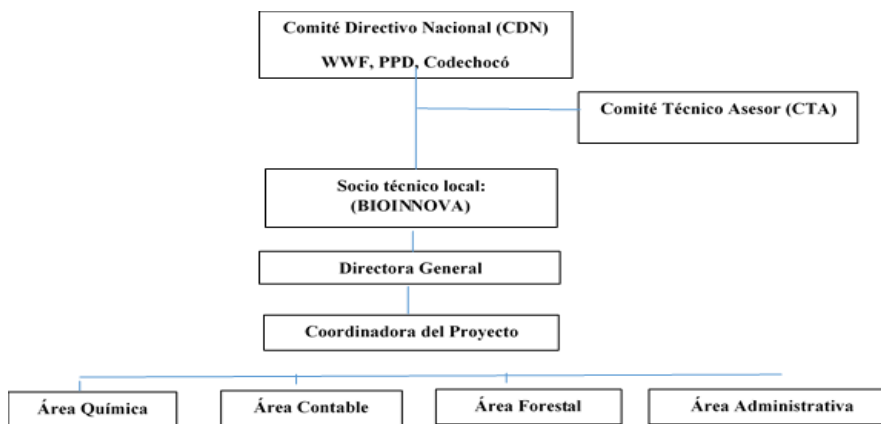 Comité Directivo Nacional (CDN)
WWF, PPD, Codechocó
Comité Técnico Asesor (CTA)
Socio técnico local:
(BIOINNOVA)
Directora General
Coordinadora del Proyecto
Área Química
Área Contable
Área Forestal
Área Administrativa